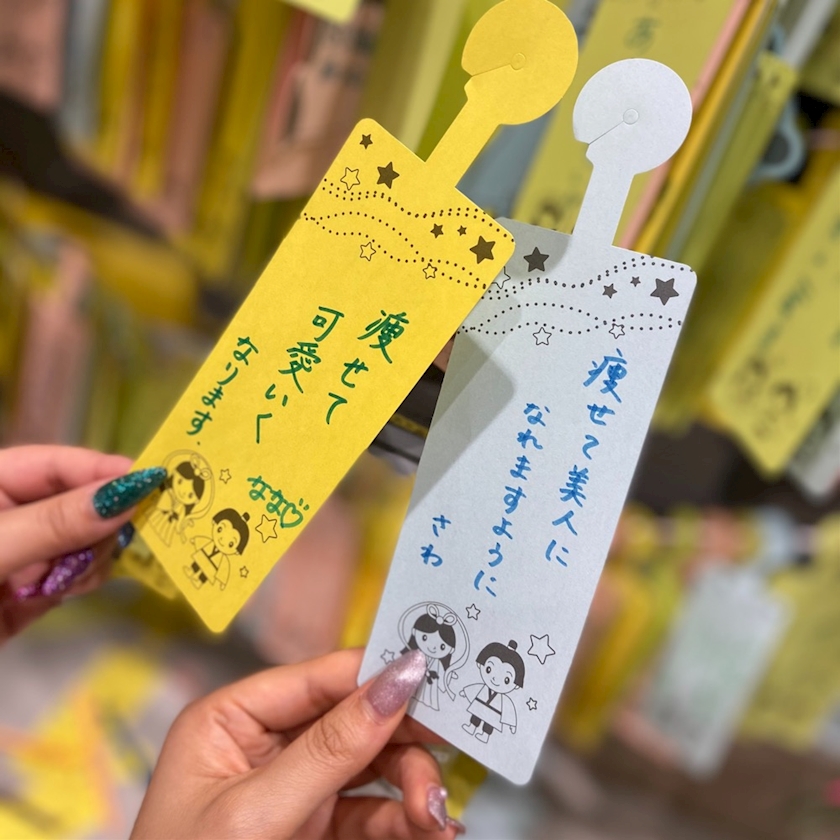 痩せて
可愛いく
なります.
なな♡
痩せて美人に
なれますように
さわ